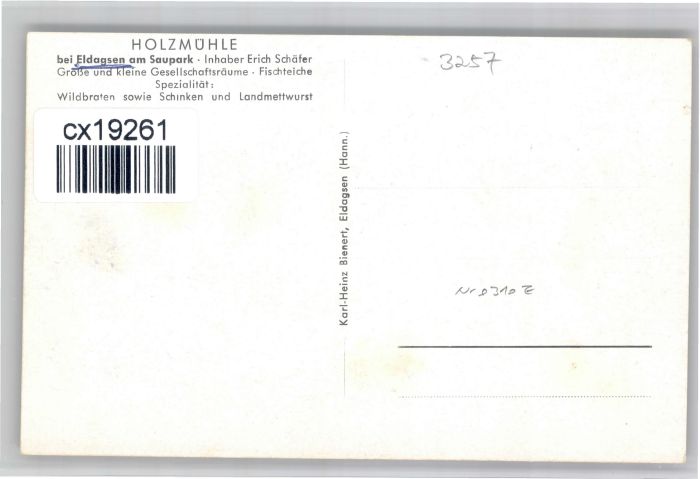 HOLZMÜHLE
bei Eldagsen am Saupark · Inhaber Erich Schäfer
Große und kleine Gesellschaftsräume · Fischteiche
Spezialität:
Wildbraten sowie Schinken und Landmettwurst
cx19261
Karl-Heinz Bienert, Eldagsen (Hann.)
3257